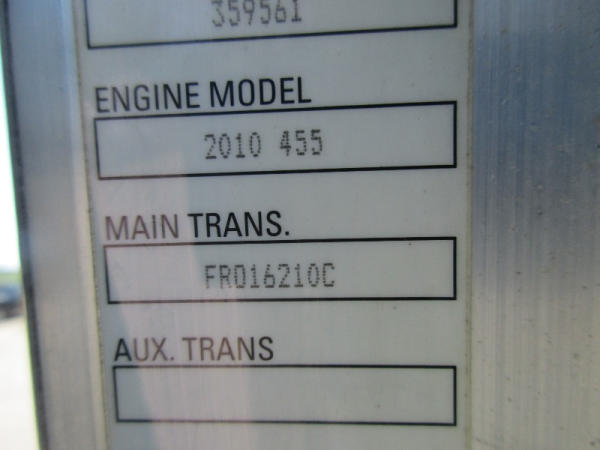 359561
ENGINE MODEL
2010 455
MAIN TRANS.
FRO16210C
AUX. TRANS